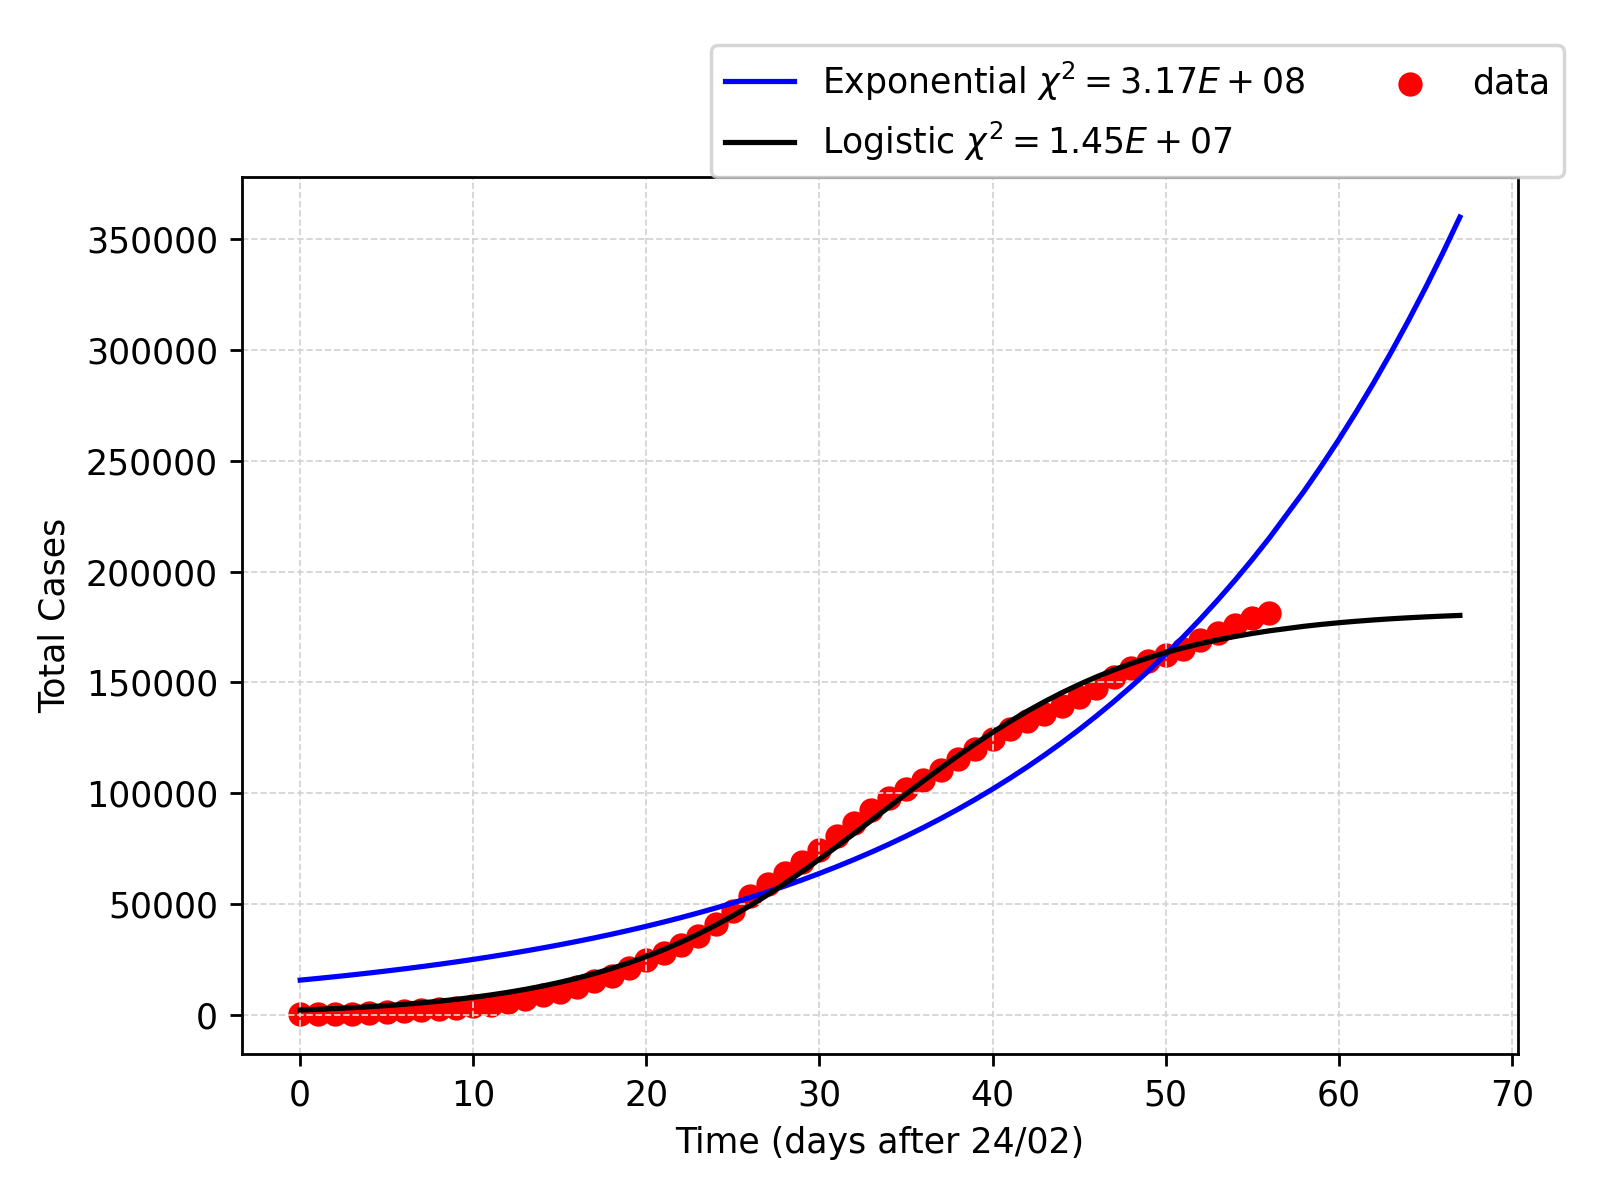 Exponential χ² = 3.17E + 08
data
Logistic χ² = 1.45E + 07
350000
300000
250000
200000
150000
100000
50000
0
Total Cases
0 10 20 30 40 50 60 70
Time (days after 24/02)